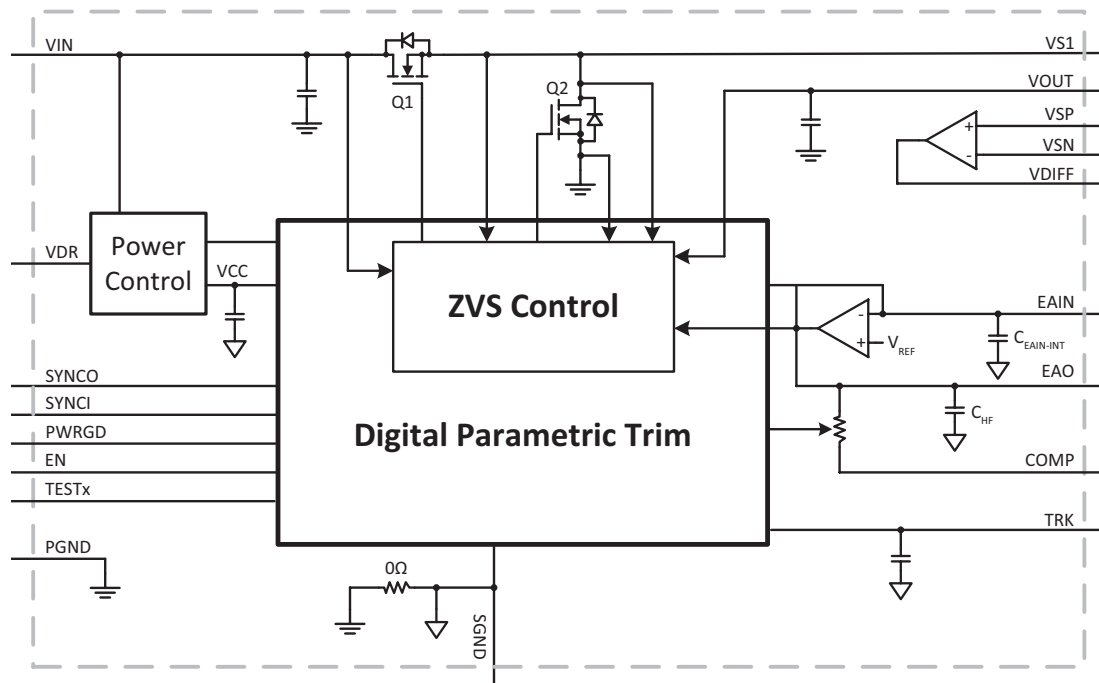 VIN
VS1
Q1
Q2
VOUT
VSP
+
VSN
-
VDIFF
Power
Control
VDR
VCC
ZVS Control
EAIN
-
+
VREF
CEAIN-INT
EAO
CHF
SYNCO
SYNCI
PWRGD
EN
TESTx
Digital Parametric Trim
COMP
TRK
PGND
0Ω
SGND